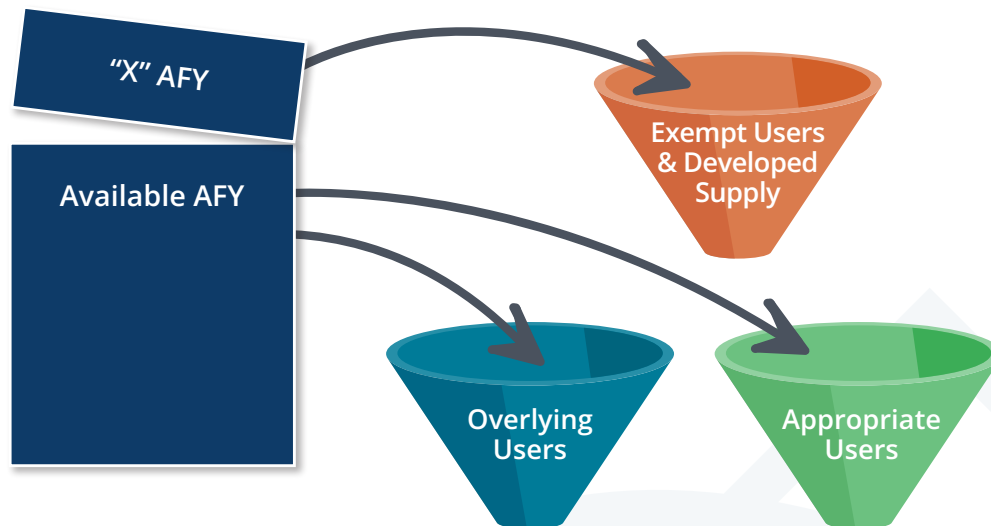 “X” AFY
Available AFY
Exempt Users
& Developed
Supply
Overlying
Users
Appropriate
Users